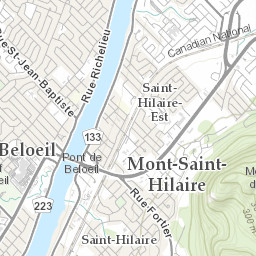 Rue-St-Jean-Baptiste
Rue-Richelieu
Canadian National
Saint-
Hilaire-
Est
133
Beloeil
Pont de
Beloeil
Mont-Saint-
Hilaire
223
Rue Fortier
Saint-Hilaire